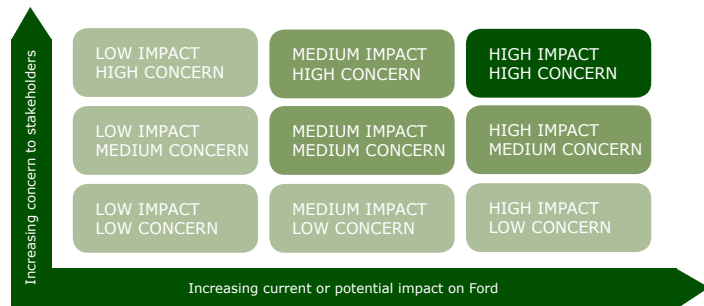 Increasing concern to stakeholders
LOW IMPACT
HIGH CONCERN
MEDIUM IMPACT
HIGH CONCERN
HIGH IMPACT
HIGH CONCERN
LOW IMPACT
MEDIUM CONCERN
MEDIUM IMPACT
MEDIUM CONCERN
HIGH IMPACT
MEDIUM CONCERN
LOW IMPACT
LOW CONCERN
MEDIUM IMPACT
LOW CONCERN
HIGH IMPACT
LOW CONCERN
Increasing current or potential impact on Ford